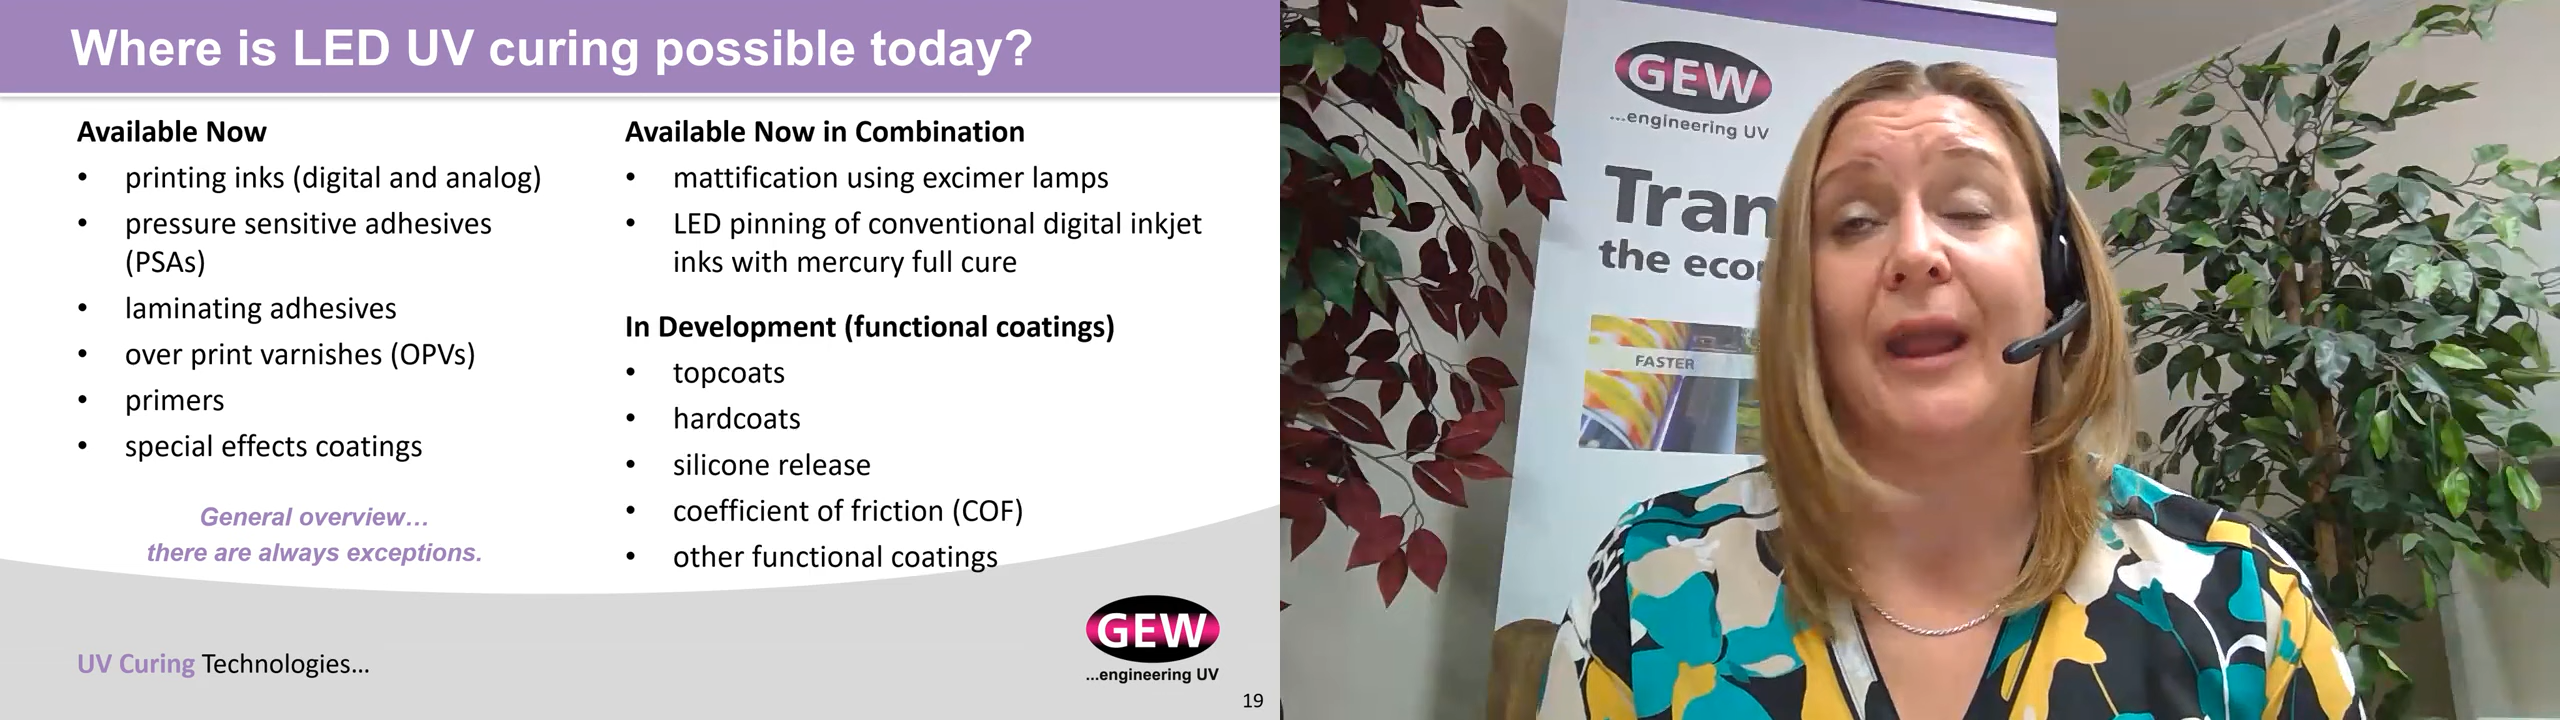 Where is LED UV curing possible today?
Available Now
• printing inks (digital and analog)
• pressure sensitive adhesives
(PSAs)
• laminating adhesives
• over print varnishes (OPVs)
• primers
• special effects coatings
General overview...
there are always exceptions.
Available Now in Combination
• mattification using excimer lamps
• LED pinning of conventional digital inkjet
inks with mercury full cure
In Development (functional coatings)
• topcoats
• hardcoats
• silicone release
• coefficient of friction (COF)
• other functional coatings
UV Curing Technologies...
GEW
...engineering UV
19
GEW
...engineering UV
Tran
the eco
FASTER